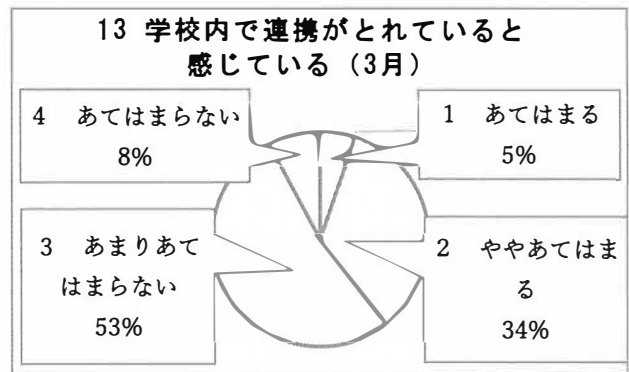 13 学校内で連携がとれていると
感じている（3月）
4 あてはまらない
8%
1 あてはまる
5%
3 あまりあて
はまらない
53%
2 ややあてはま
る
34%